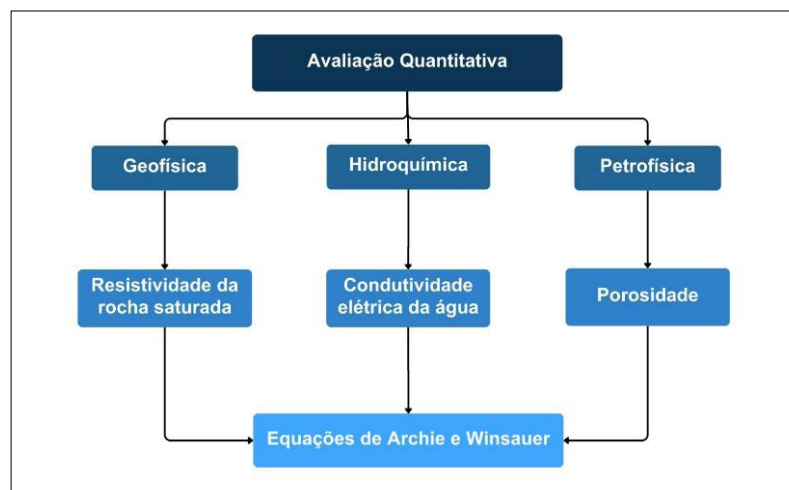 Avaliação Quantitativa
Geofísica
Hidroquímica
Petrofísica
Resistividade da
rocha saturada
Condutividade
elétrica da água
Porosidade
Equações de Archie e Winsauer